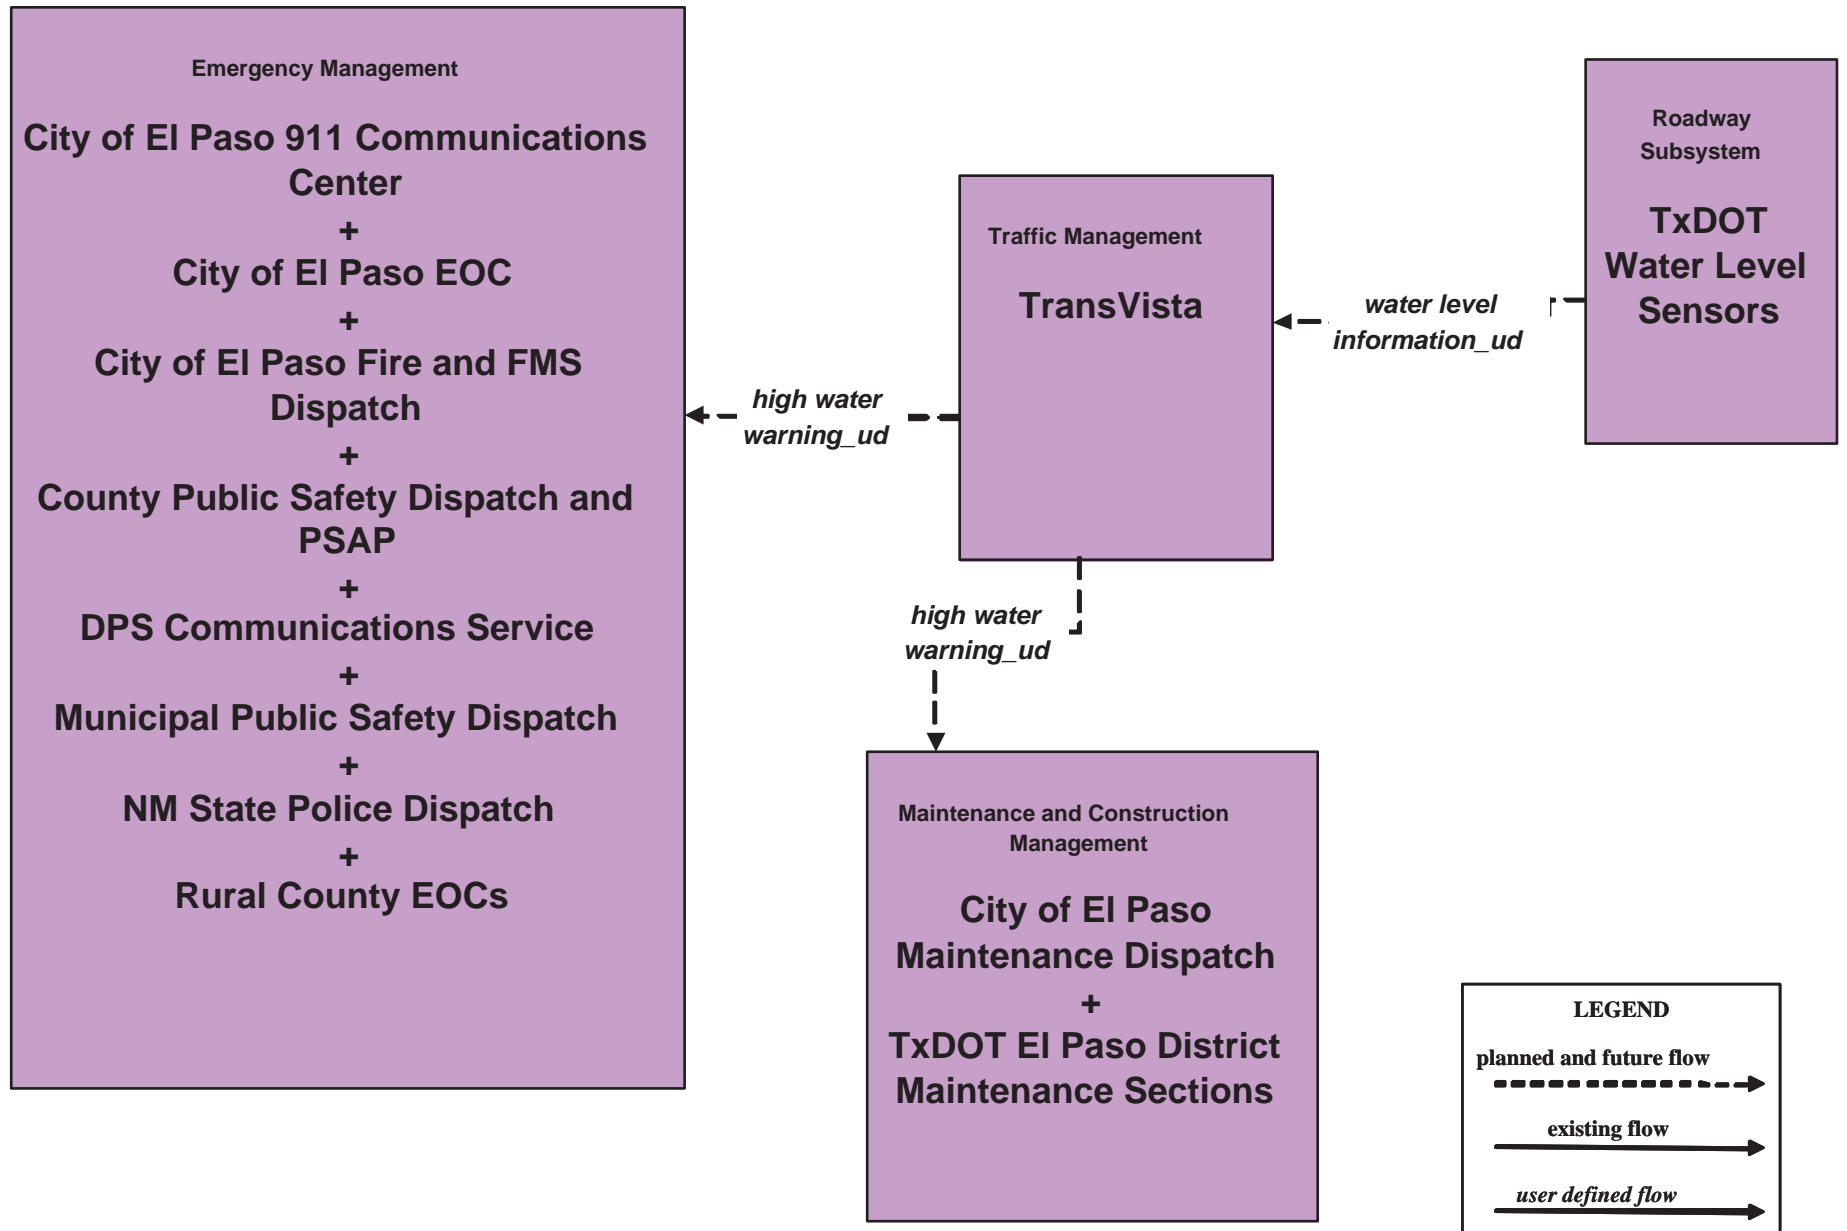 Emergency Management
City of El Paso 911 Communications
Center
+
City of El Paso EOC
+
City of El Paso Fire and FMS
Dispatch
+
County Public Safety Dispatch and
PSAP
+
DPS Communications Service
+
Municipal Public Safety Dispatch
+
NM State Police Dispatch
+
Rural County EOCs
high water
warning_ud
Traffic Management
TransVista
water level
information_ud
Roadway
Subsystem
TxDOT
Water Level
Sensors
high water
warning_ud
Maintenance and Construction
Management
City of El Paso
Maintenance Dispatch
+
TxDOT El Paso District
Maintenance Sections
LEGEND
planned and future flow
existing flow
user defined flow